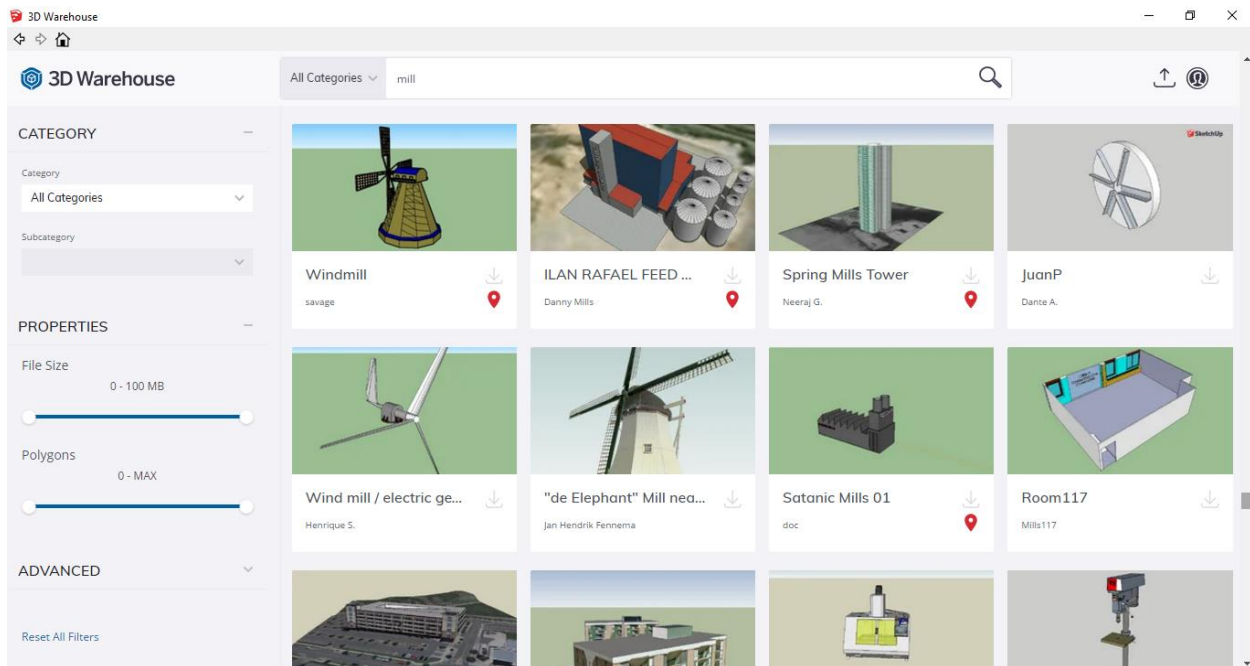 3D Warehouse
3D Warehouse
All Categories
mill
CATEGORY
Category
All Categories
Subcategory
PROPERTIES
File Size
0 - 100 MB
Polygons
0 - MAX
ADVANCED
Reset All Filters
SketchUp
Windmill
savage
ILAN RAFAEL FEED ...
Danny Mills
Spring Mills Tower
Neeraj G.
JuanP
Dante A.
Wind mill / electric ge...
Henrique S.
"de Elephant" Mill nea...
Jan Hendrik Fennema
Satanic Mills 01
doc
Room117
Mills117